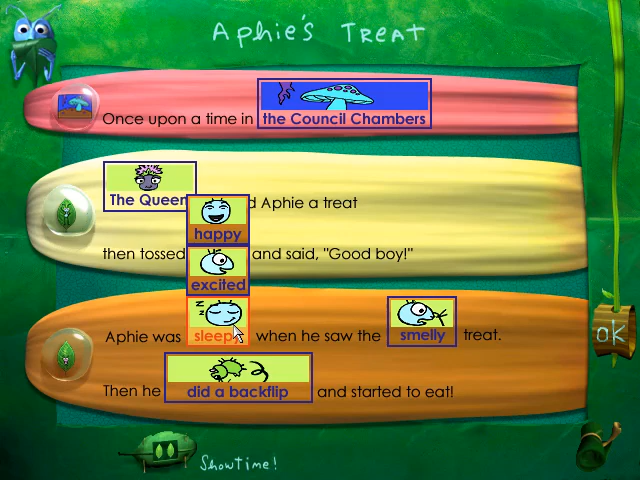 Aphie's Treat
Once upon a time in the Council Chambers
The Queen d Aphie a treat
happy
then tossed and said, "Good boy!"
excited
Aphie was sleepy when he saw the smelly treat.
Then he did a backflip and started to eat!
ok
Showtime!